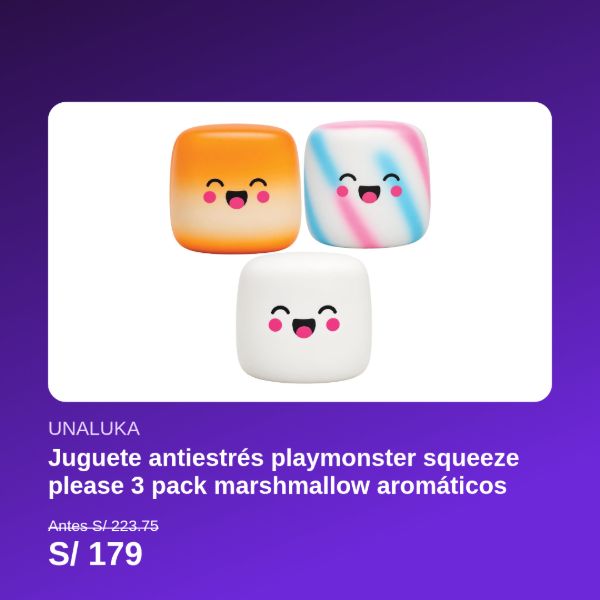 UNALUKA
Juguete antiestrés playmonster squeeze
please 3 pack marshmallow aromáticos
Antes S/ 223.75
S/ 179